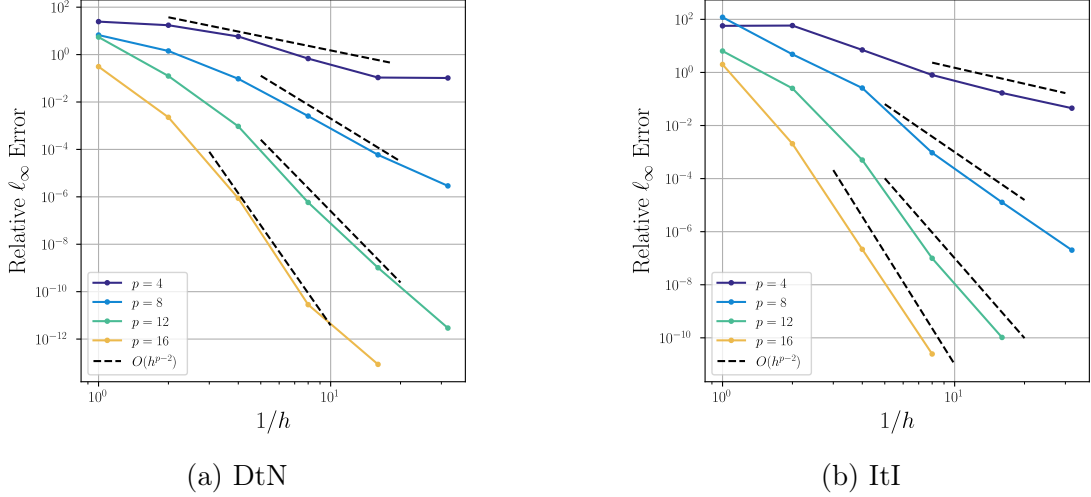 10^2
10^0
10^{-2}
10^{-4}
10^{-6}
10^{-8}
10^{-10}
10^{-12}
Relative ℓ_∞ Error
p = 4
p = 8
p = 12
p = 16
O(h^{p−2})
10^0
10^1
1/h
(a) DtN
10^2
10^0
10^{-2}
10^{-4}
10^{-6}
10^{-8}
10^{-10}
Relative ℓ_∞ Error
p = 4
p = 8
p = 12
p = 16
O(h^{p−2})
10^0
10^1
1/h
(b) ItI